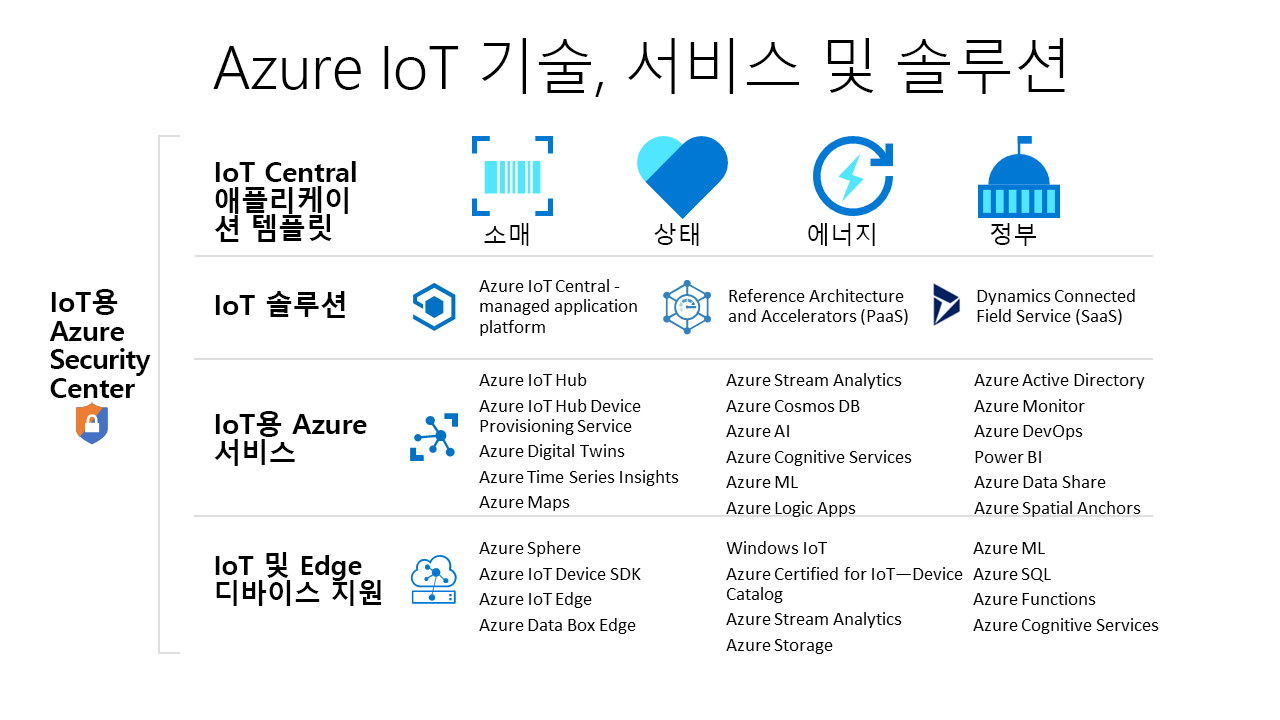 Azure IoT 기술, 서비스 및 솔루션
IoT용
Azure
Security
Center
IoT Central
애플리케이
션 템플릿
소매
상태
에너지
정부
IoT 솔루션
Azure IoT Central -
managed application
platform
Reference Architecture
and Accelerators (PaaS)
Dynamics Connected
Field Service (SaaS)
IoT용 Azure
서비스
Azure IoT Hub
Azure IoT Hub Device
Provisioning Service
Azure Digital Twins
Azure Time Series Insights
Azure Maps
Azure Stream Analytics
Azure Cosmos DB
Azure AI
Azure Cognitive Services
Azure ML
Azure Logic Apps
Azure Active Directory
Azure Monitor
Azure DevOps
Power BI
Azure Data Share
Azure Spatial Anchors
IoT 및 Edge
디바이스 지원
Azure Sphere
Azure IoT Device SDK
Azure IoT Edge
Azure Data Box Edge
Windows IoT
Azure Certified for IoT—Device
Catalog
Azure Stream Analytics
Azure Storage
Azure ML
Azure SQL
Azure Functions
Azure Cognitive Services